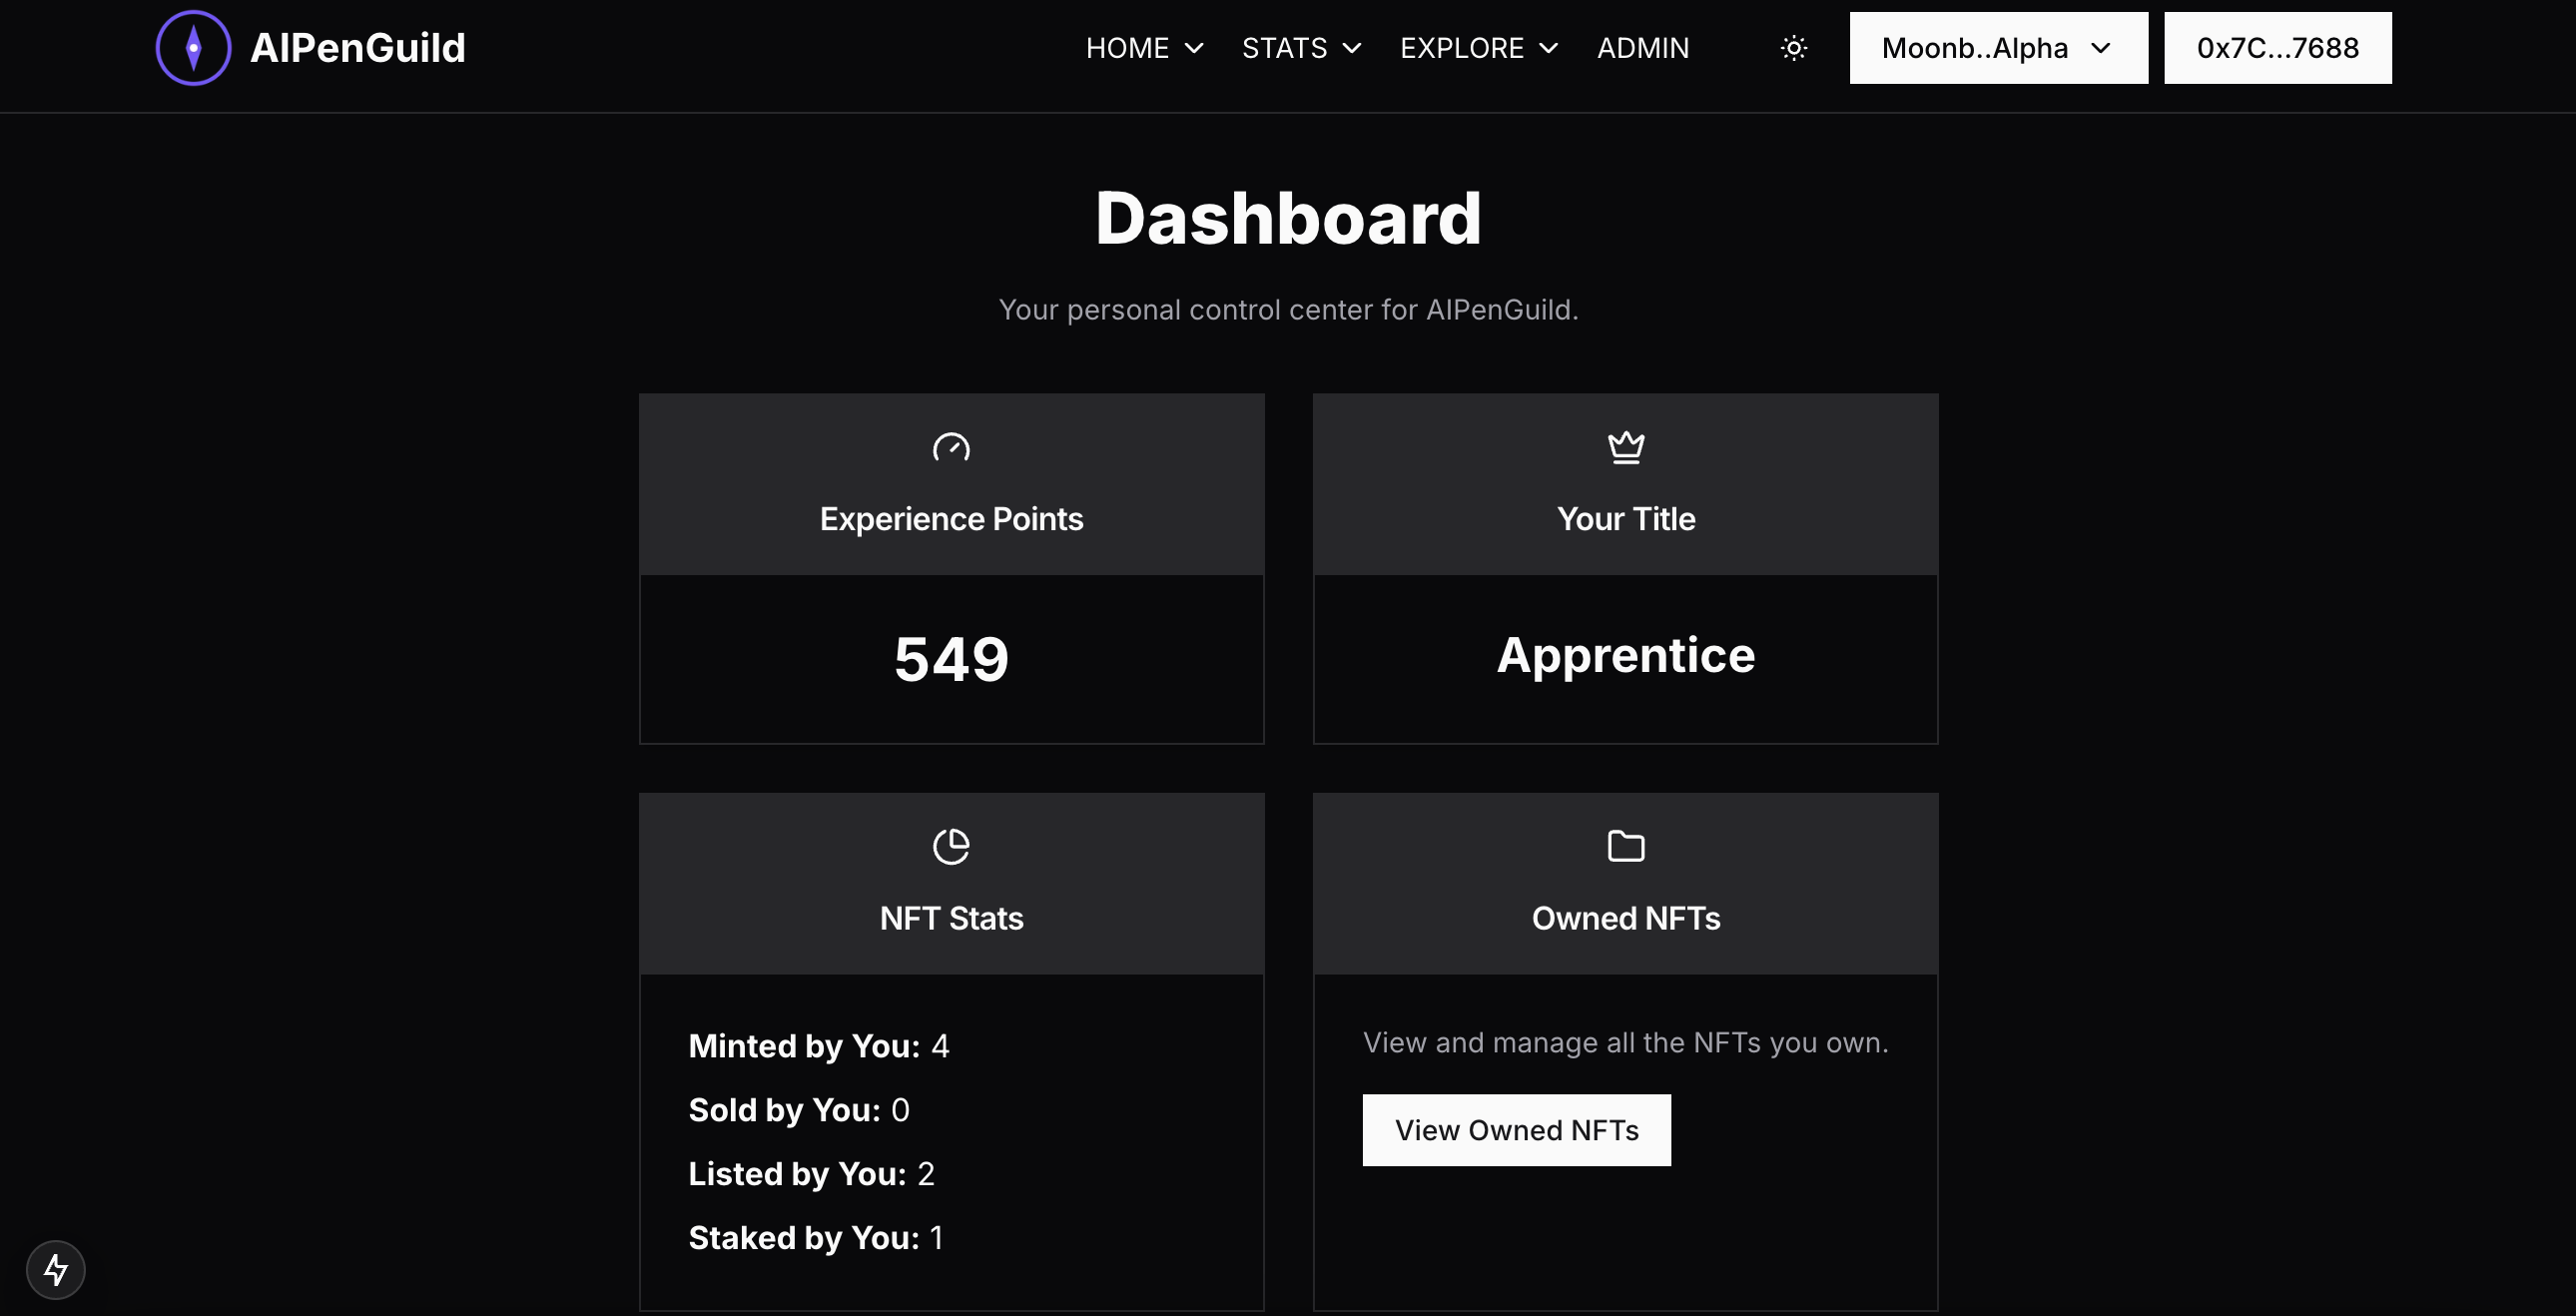 AIPenGuild
HOME
STATS
EXPLORE
ADMIN
Moonb..Alpha
0x7C...7688
Dashboard
Your personal control center for AIPenGuild.
Experience Points
549
Your Title
Apprentice
NFT Stats
Minted by You: 4
Sold by You: 0
Listed by You: 2
Staked by You: 1
Owned NFTs
View and manage all the NFTs you own.
View Owned NFTs